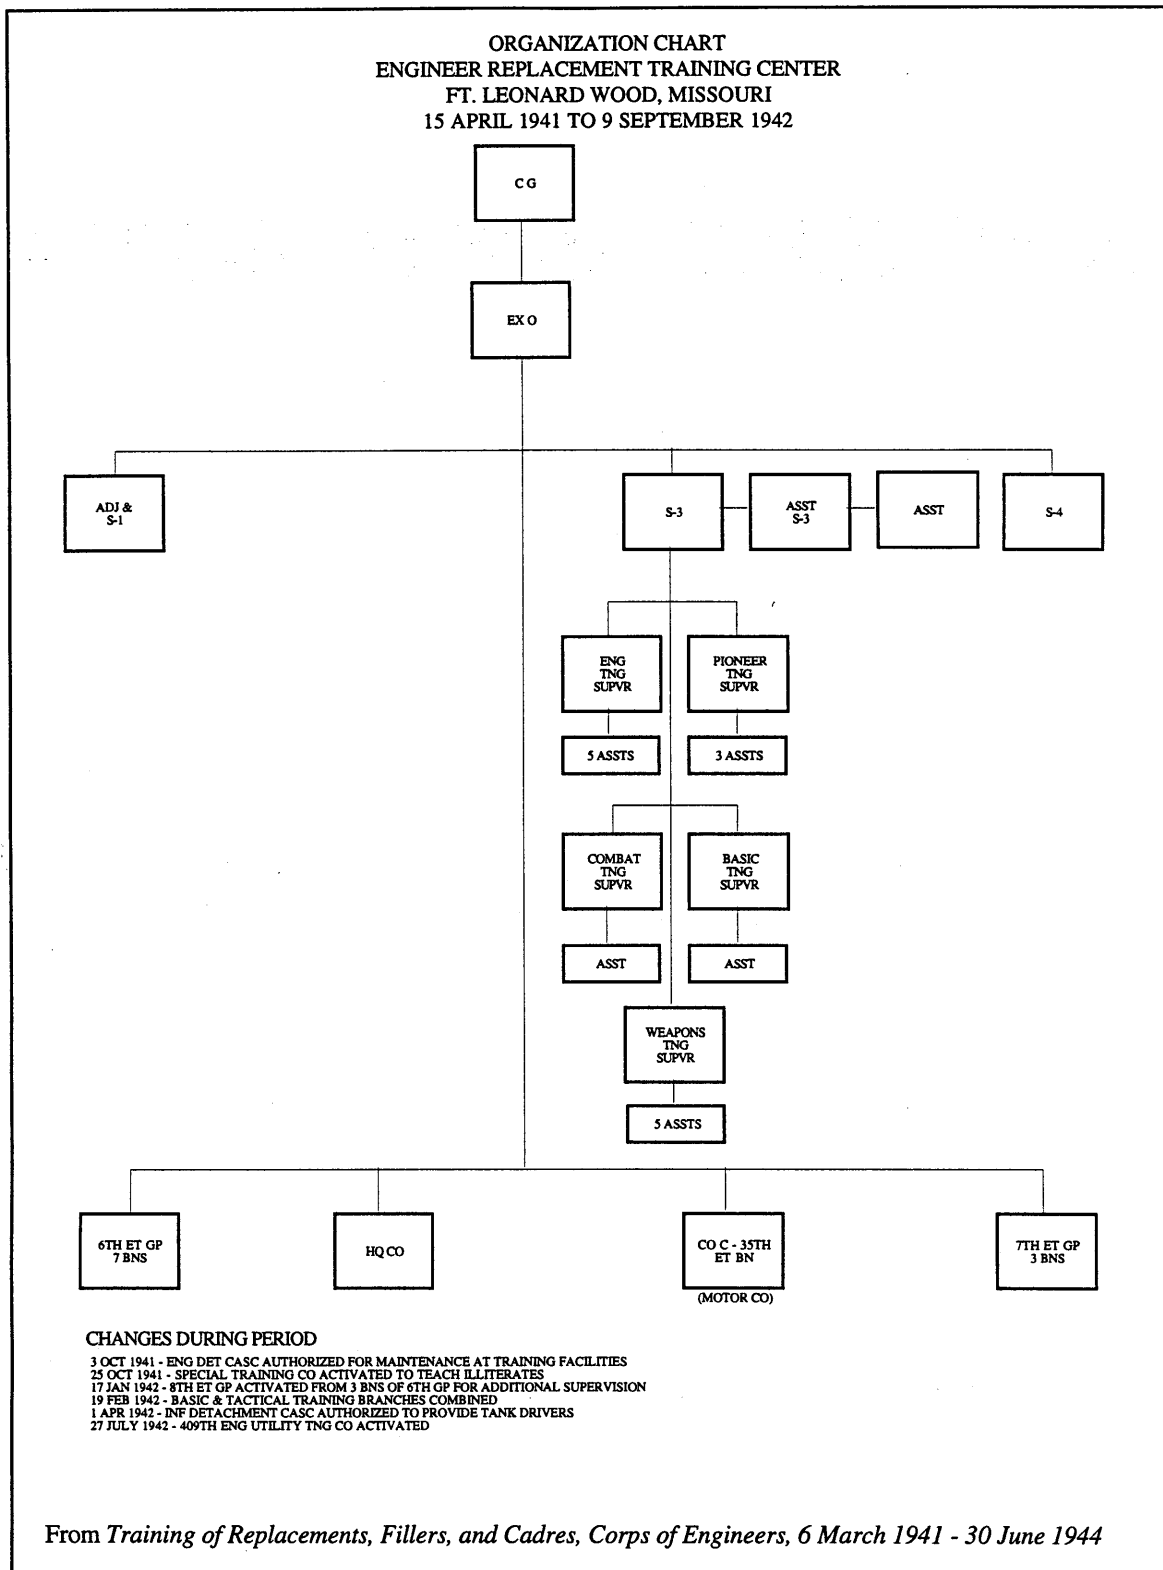 ORGANIZATION CHART
ENGINEER REPLACEMENT TRAINING CENTER
FT. LEONARD WOOD, MISSOURI
15 APRIL 1941 TO 9 SEPTEMBER 1942
C G
EX O
ADJ &
S-1
S-3
ASST
S-3
ASST
S-4
ENG
TNG
SUPVR
PIONEER
TNG
SUPVR
5 ASSTS
3 ASSTS
COMBAT
TNG
SUPVR
BASIC
TNG
SUPVR
ASST
ASST
WEAPONS
TNG
SUPVR
5 ASSTS
6TH ET GP
7 BNS
HQ CO
CO C - 35TH
ET BN
(MOTOR CO)
7TH ET GP
3 BNS
CHANGES DURING PERIOD
3 OCT 1941 - ENG DET CASC AUTHORIZED FOR MAINTENANCE AT TRAINING FACILITIES
25 OCT 1941 - SPECIAL TRAINING CO ACTIVATED TO TEACH ILLITERATES
17 JAN 1942 - 8TH ET GP ACTIVATED FROM 3 BNS OF 6TH GP FOR ADDITIONAL SUPERVISION
19 FEB 1942 - BASIC & TACTICAL TRAINING BRANCHES COMBINED
1 APR 1942 - INF DETACHMENT CASC AUTHORIZED TO PROVIDE TANK DRIVERS
27 JULY 1942 - 409TH ENG UTILITY TNG CO ACTIVATED
From Training of Replacements, Fillers, and Cadres, Corps of Engineers, 6 March 1941 - 30 June 1944